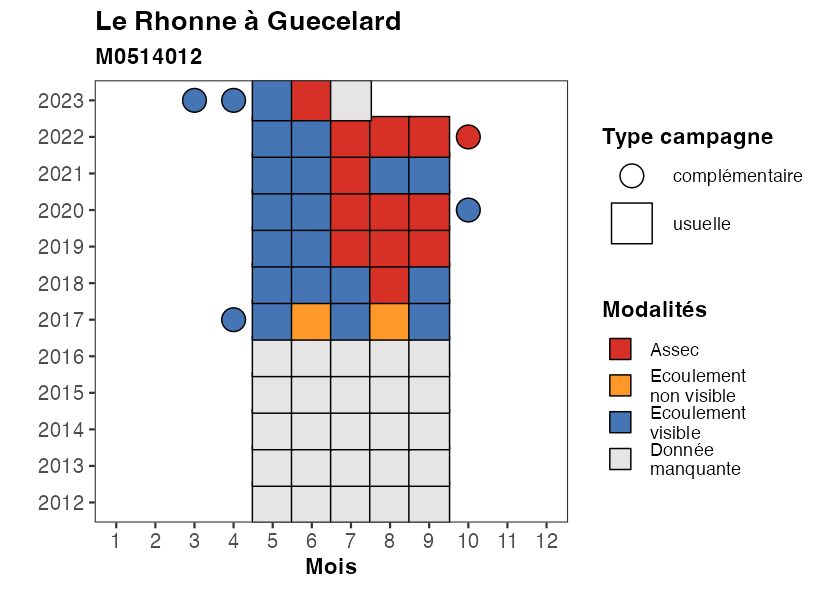 Le Rhonne à Guecelard
M0514012
2023
2022
2021
2020
2019
2018
2017
2016
2015
2014
2013
2012
1 2 3 4 5 6 7 8 9 10 11 12
Mois
Type campagne
complémentaire
usuelle
Modalités
Assec
Ecoulement
non visible
Ecoulement
visible
Donnée
manquante